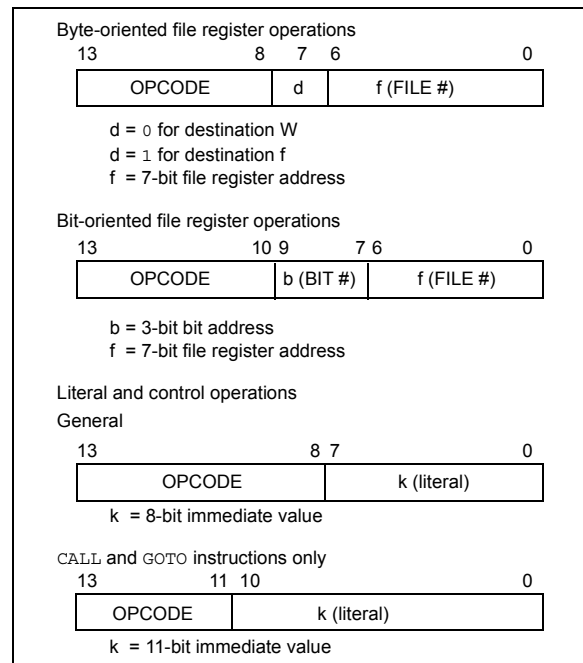 Byte-oriented file register operations
13 8 7 6 0
OPCODE d f (FILE #)
d = 0 for destination W
d = 1 for destination f
f = 7-bit file register address
Bit-oriented file register operations
13 10 9 7 6 0
OPCODE b (BIT #) f (FILE #)
b = 3-bit bit address
f = 7-bit file register address
Literal and control operations
General
13 8 7 0
OPCODE k (literal)
k = 8-bit immediate value
CALL and GOTO instructions only
13 11 10 0
OPCODE k (literal)
k = 11-bit immediate value